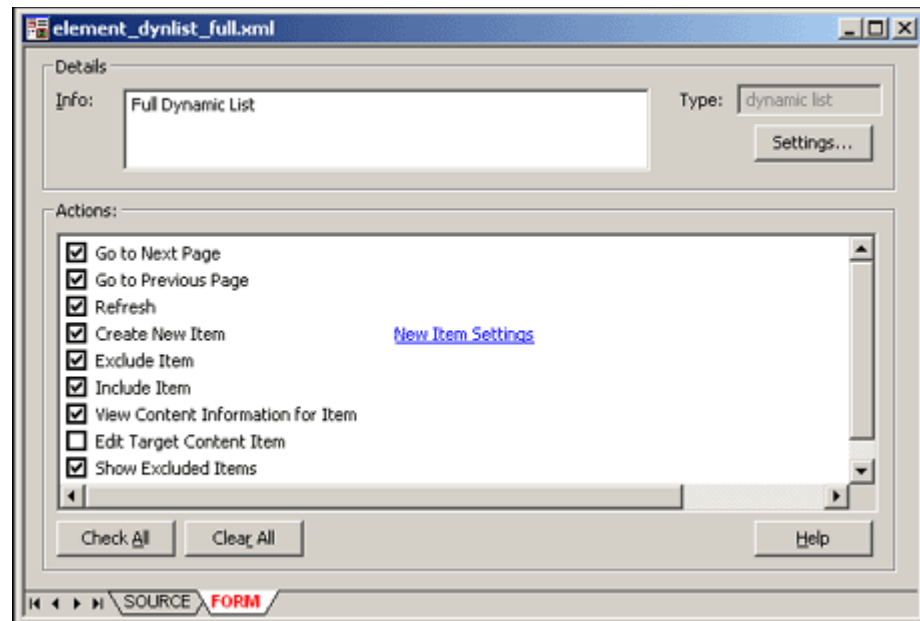 element_dynlist_full.xml
Details
Info:
Full Dynamic List
Type:
dynamic list
Settings...
Actions:
Go to Next Page
Go to Previous Page
Refresh
Create New Item
New Item Settings
Exclude Item
Include Item
View Content Information for Item
Edit Target Content Item
Show Excluded Items
Check All
Clear All
Help
SOURCE
FORM